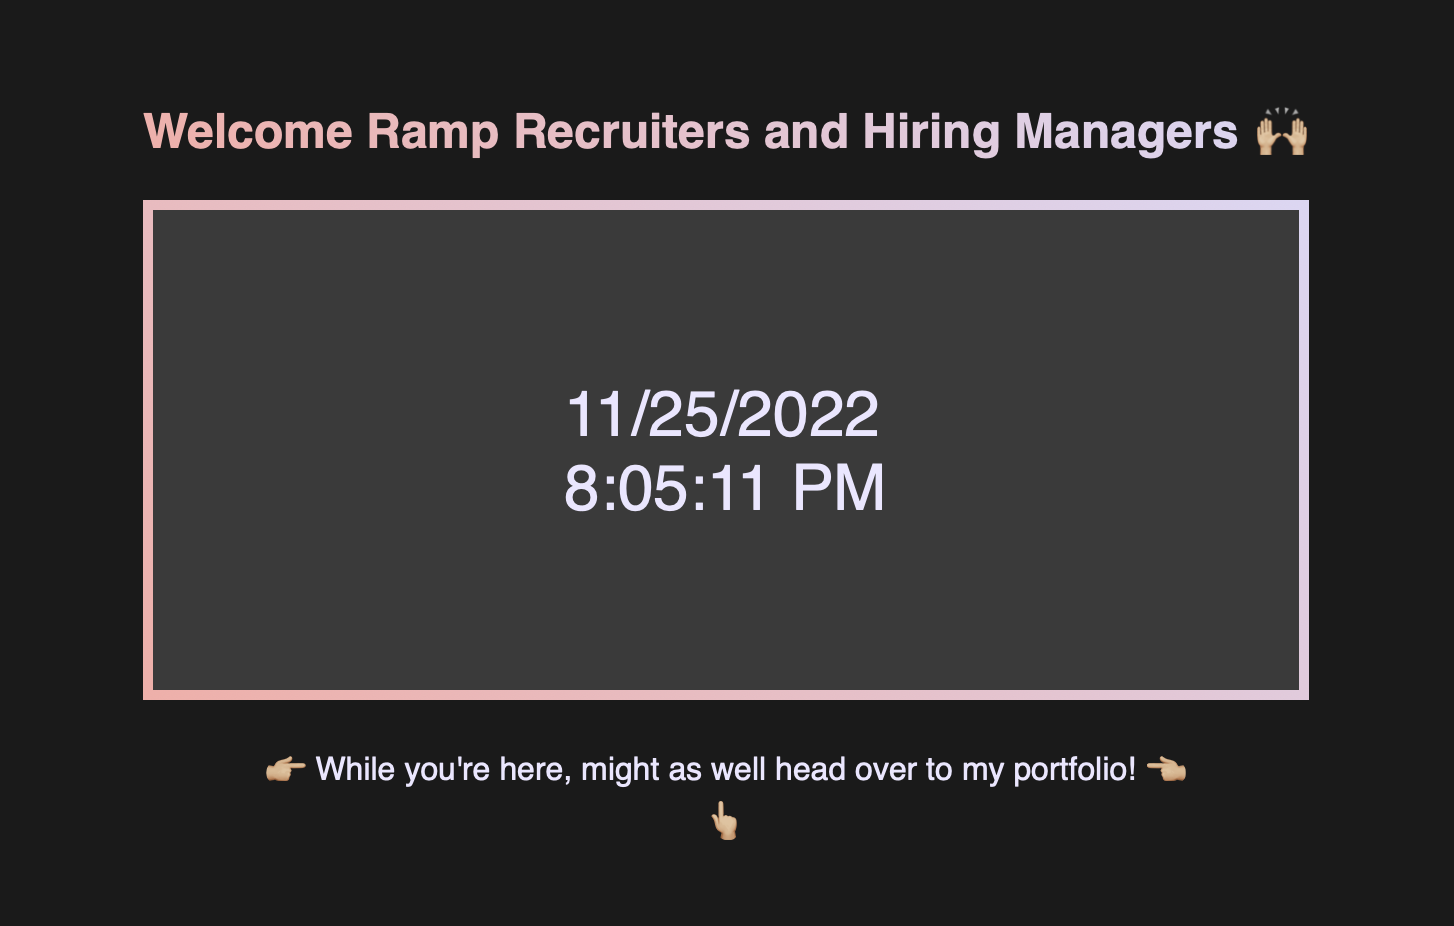 Welcome Ramp Recruiters and Hiring Managers 🙌🏼
11/25/2022
8:05:11 PM
👉🏼 While you're here, might as well head over to my portfolio! 👈🏼
👆🏼